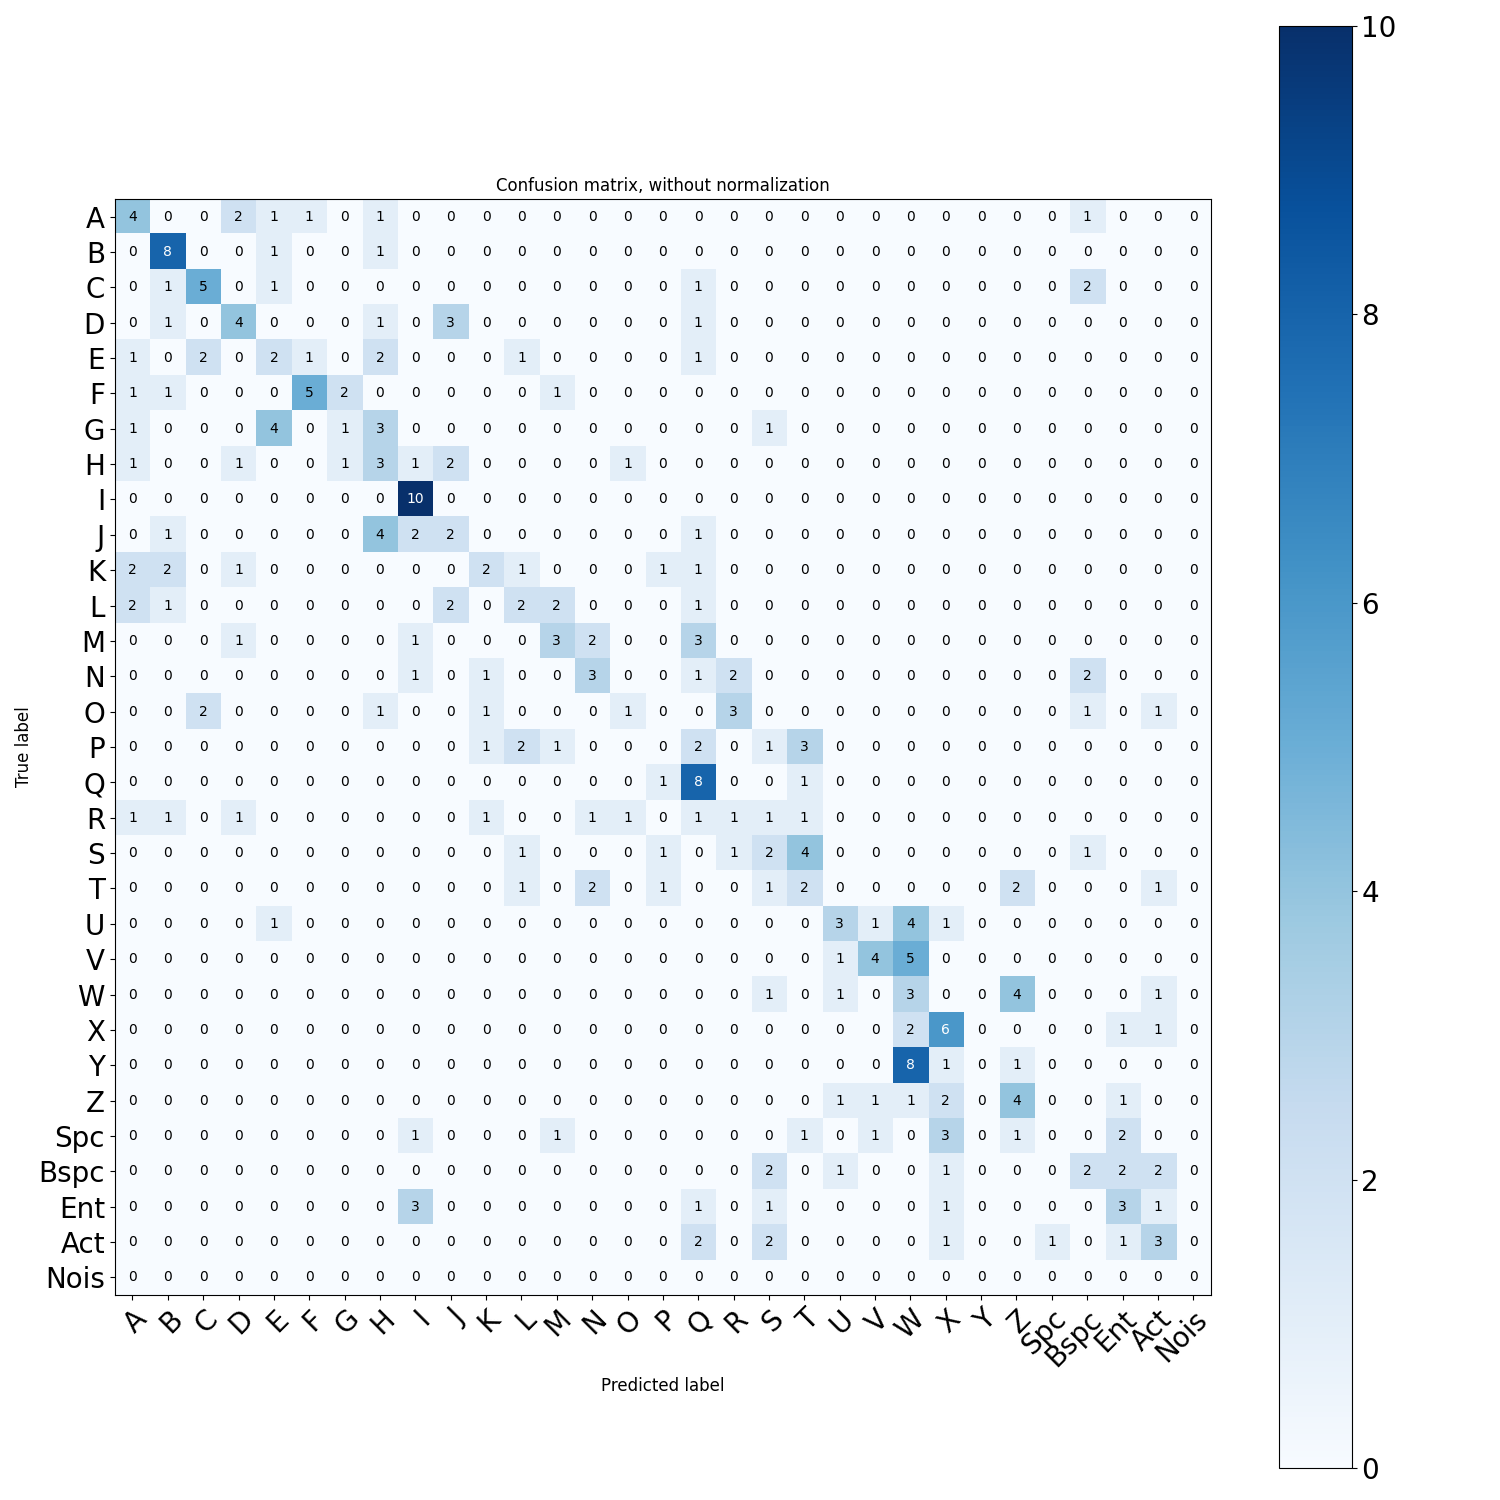 Confusion matrix, without normalization
A 4 0 0 2 1 1 0 1 0 0 0 0 0 0 0 0 0 0 0 0 0 0 0 0 0 0 0 1 0 0 0
B 0 8 0 0 1 0 0 1 0 0 0 0 0 0 0 0 0 0 0 0 0 0 0 0 0 0 0 0 0 0 0
C 0 1 5 0 1 0 0 0 0 0 0 0 0 0 0 0 1 0 0 0 0 0 0 0 0 0 0 2 0 0 0
D 0 1 0 4 0 0 0 1 0 3 0 0 0 0 0 0 1 0 0 0 0 0 0 0 0 0 0 0 0 0 0
E 1 0 2 0 2 1 0 2 0 0 0 1 0 0 0 0 1 0 0 0 0 0 0 0 0 0 0 0 0 0 0
F 1 1 0 0 0 5 2 0 0 0 0 0 1 0 0 0 0 0 0 0 0 0 0 0 0 0 0 0 0 0 0
G 1 0 0 0 4 0 1 3 0 0 0 0 0 0 0 0 0 0 1 0 0 0 0 0 0 0 0 0 0 0 0
H 1 0 0 1 0 0 1 3 1 2 0 0 0 0 1 0 0 0 0 0 0 0 0 0 0 0 0 0 0 0 0
I 0 0 0 0 0 0 0 0 10 0 0 0 0 0 0 0 0 0 0 0 0 0 0 0 0 0 0 0 0 0 0
J 0 1 0 0 0 0 0 4 2 2 0 0 0 0 0 0 1 0 0 0 0 0 0 0 0 0 0 0 0 0 0
K 2 2 0 1 0 0 0 0 0 0 2 1 0 0 0 1 1 0 0 0 0 0 0 0 0 0 0 0 0 0 0
L 2 1 0 0 0 0 0 0 0 2 0 2 2 0 0 0 1 0 0 0 0 0 0 0 0 0 0 0 0 0 0
M 0 0 0 1 0 0 0 0 1 0 0 0 3 2 0 0 3 0 0 0 0 0 0 0 0 0 0 0 0 0 0
N 0 0 0 0 0 0 0 0 1 0 1 0 0 3 0 0 1 2 0 0 0 0 0 0 0 0 0 2 0 0 0
O 0 0 2 0 0 0 0 1 0 0 1 0 0 0 1 0 0 3 0 0 0 0 0 0 0 0 0 1 0 1 0
P 0 0 0 0 0 0 0 0 0 0 1 2 1 0 0 0 2 0 1 3 0 0 0 0 0 0 0 0 0 0 0
Q 0 0 0 0 0 0 0 0 0 0 0 0 0 0 0 1 8 0 0 1 0 0 0 0 0 0 0 0 0 0 0
R 1 1 0 1 0 0 0 0 0 0 1 0 0 1 1 0 1 1 1 1 0 0 0 0 0 0 0 0 0 0 0
S 0 0 0 0 0 0 0 0 0 0 0 1 0 0 0 1 0 1 2 4 0 0 0 0 0 0 0 1 0 0 0
T 0 0 0 0 0 0 0 0 0 0 0 1 0 2 0 1 0 0 1 2 0 0 0 0 0 2 0 0 0 1 0
U 0 0 0 0 1 0 0 0 0 0 0 0 0 0 0 0 0 0 0 0 3 1 4 1 0 0 0 0 0 0 0
V 0 0 0 0 0 0 0 0 0 0 0 0 0 0 0 0 0 0 0 0 1 4 5 0 0 0 0 0 0 0 0
W 0 0 0 0 0 0 0 0 0 0 0 0 0 0 0 0 0 0 1 0 1 0 3 0 0 4 0 0 0 1 0
X 0 0 0 0 0 0 0 0 0 0 0 0 0 0 0 0 0 0 0 0 0 0 2 6 0 0 0 0 1 1 0
Y 0 0 0 0 0 0 0 0 0 0 0 0 0 0 0 0 0 0 0 0 0 0 8 1 0 1 0 0 0 0 0
Z 0 0 0 0 0 0 0 0 0 0 0 0 0 0 0 0 0 0 0 0 1 1 1 2 0 4 0 0 1 0 0
Spc 0 0 0 0 0 0 0 0 1 0 0 0 1 0 0 0 0 0 0 1 0 1 0 3 0 1 0 0 2 0 0
Bspc 0 0 0 0 0 0 0 0 0 0 0 0 0 0 0 0 0 0 2 0 1 0 0 1 0 0 0 2 2 2 0
Ent 0 0 0 0 0 0 0 0 3 0 0 0 0 0 0 0 1 0 1 0 0 0 0 1 0 0 0 0 3 1 0
Act 0 0 0 0 0 0 0 0 0 0 0 0 0 0 0 0 2 0 2 0 0 0 0 1 0 0 1 0 1 3 0
Nois 0 0 0 0 0 0 0 0 0 0 0 0 0 0 0 0 0 0 0 0 0 0 0 0 0 0 0 0 0 0 0
A B C D E F G H I J K L M N O P Q R S T U V W X Y Z Spc Bspc Ent Act Nois
Predicted label
True label
10
8
6
4
2
0